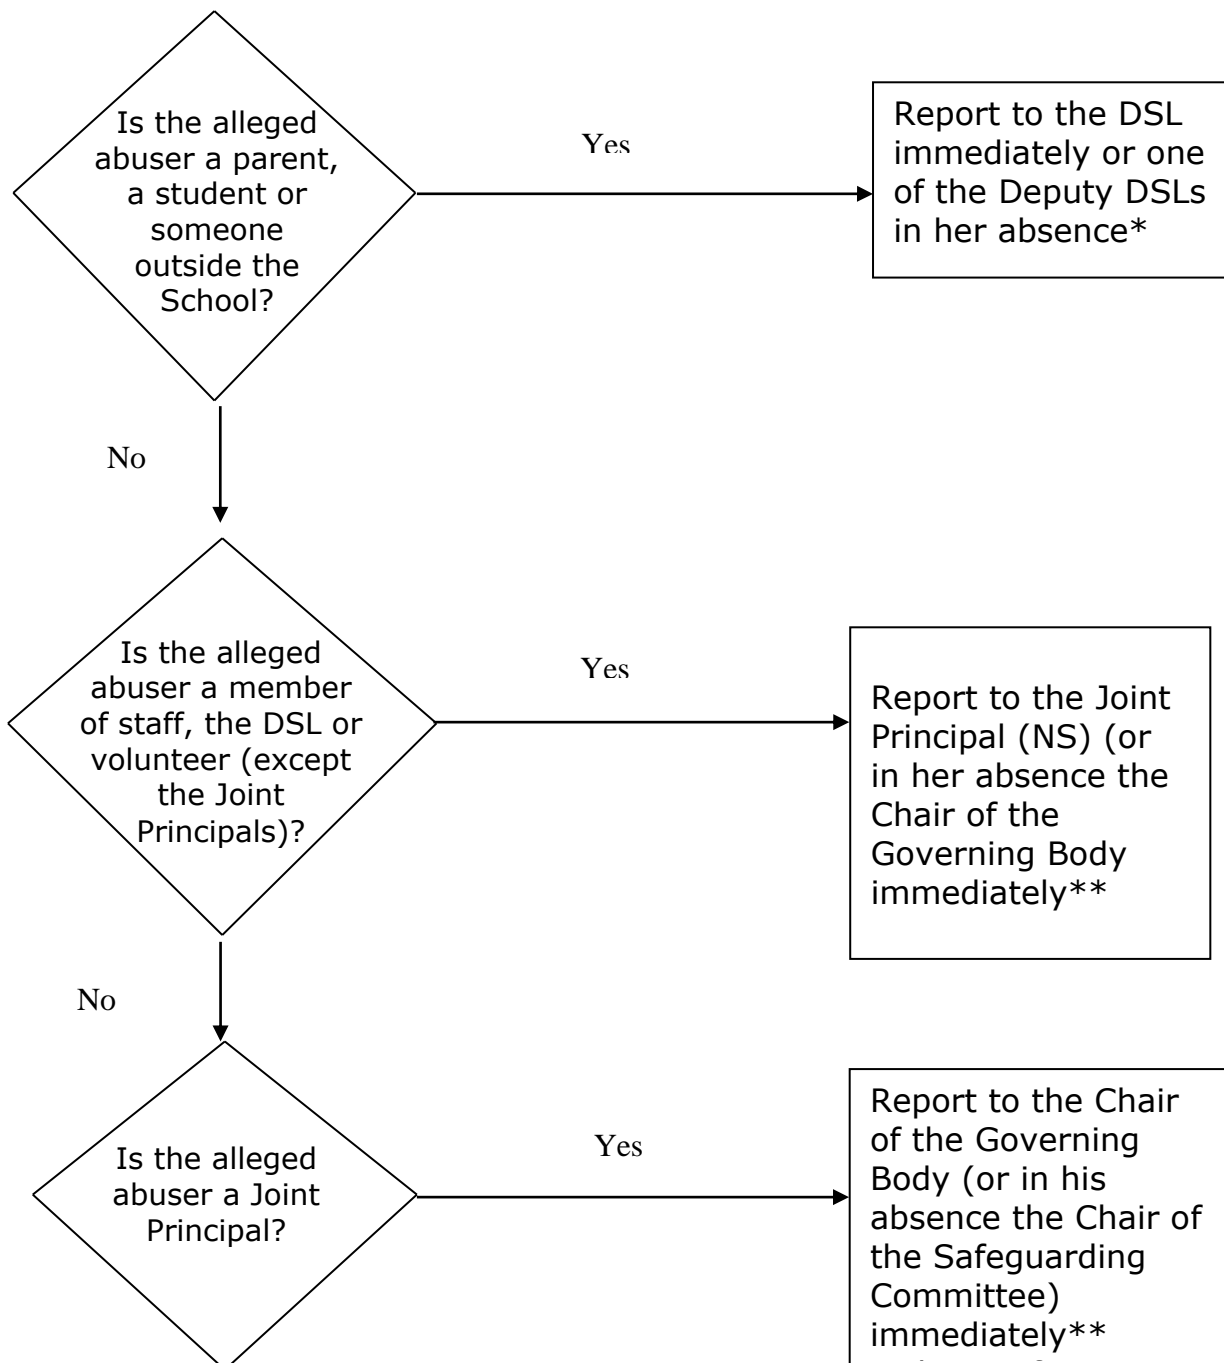 Is the alleged
abuser a parent,
a student or
someone
outside the
School?
Yes
Report to the DSL
immediately or one
of the Deputy DSLs
in her absence*
No
Is the alleged
abuser a member
of staff, the DSL or
volunteer (except
the Joint
Principals)?
Yes
Report to the Joint
Principal (NS) (or
in her absence the
Chair of the
Governing Body
immediately**
No
Is the alleged
abuser a Joint
Principal?
Yes
Report to the Chair
of the Governing
Body (or in his
absence the Chair of
the Safeguarding
Committee)
immediately**